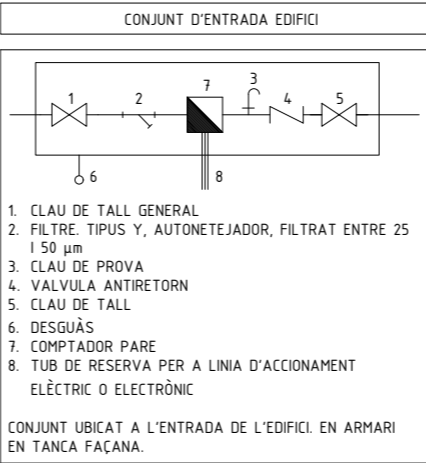 CONJUNT D'ENTRADA EDIFICI
1 2 7 3 4 5
6 8
1. CLAU DE TALL GENERAL
2. FILTRE. TIPUS Y, AUTONETEJADOR, FILTRAT ENTRE 25
I 50 µm
3. CLAU DE PROVA
4. VALVULA ANTIRETORN
5. CLAU DE TALL
6. DESGUÀS
7. COMPTADOR PARE
8. TUB DE RESERVA PER A LINIA D'ACCIONAMENT
ELÈCTRIC O ELECTRÒNIC
CONJUNT UBICAT A L'ENTRADA DE L'EDIFICI. EN ARMARI
EN TANCA FAÇANA.